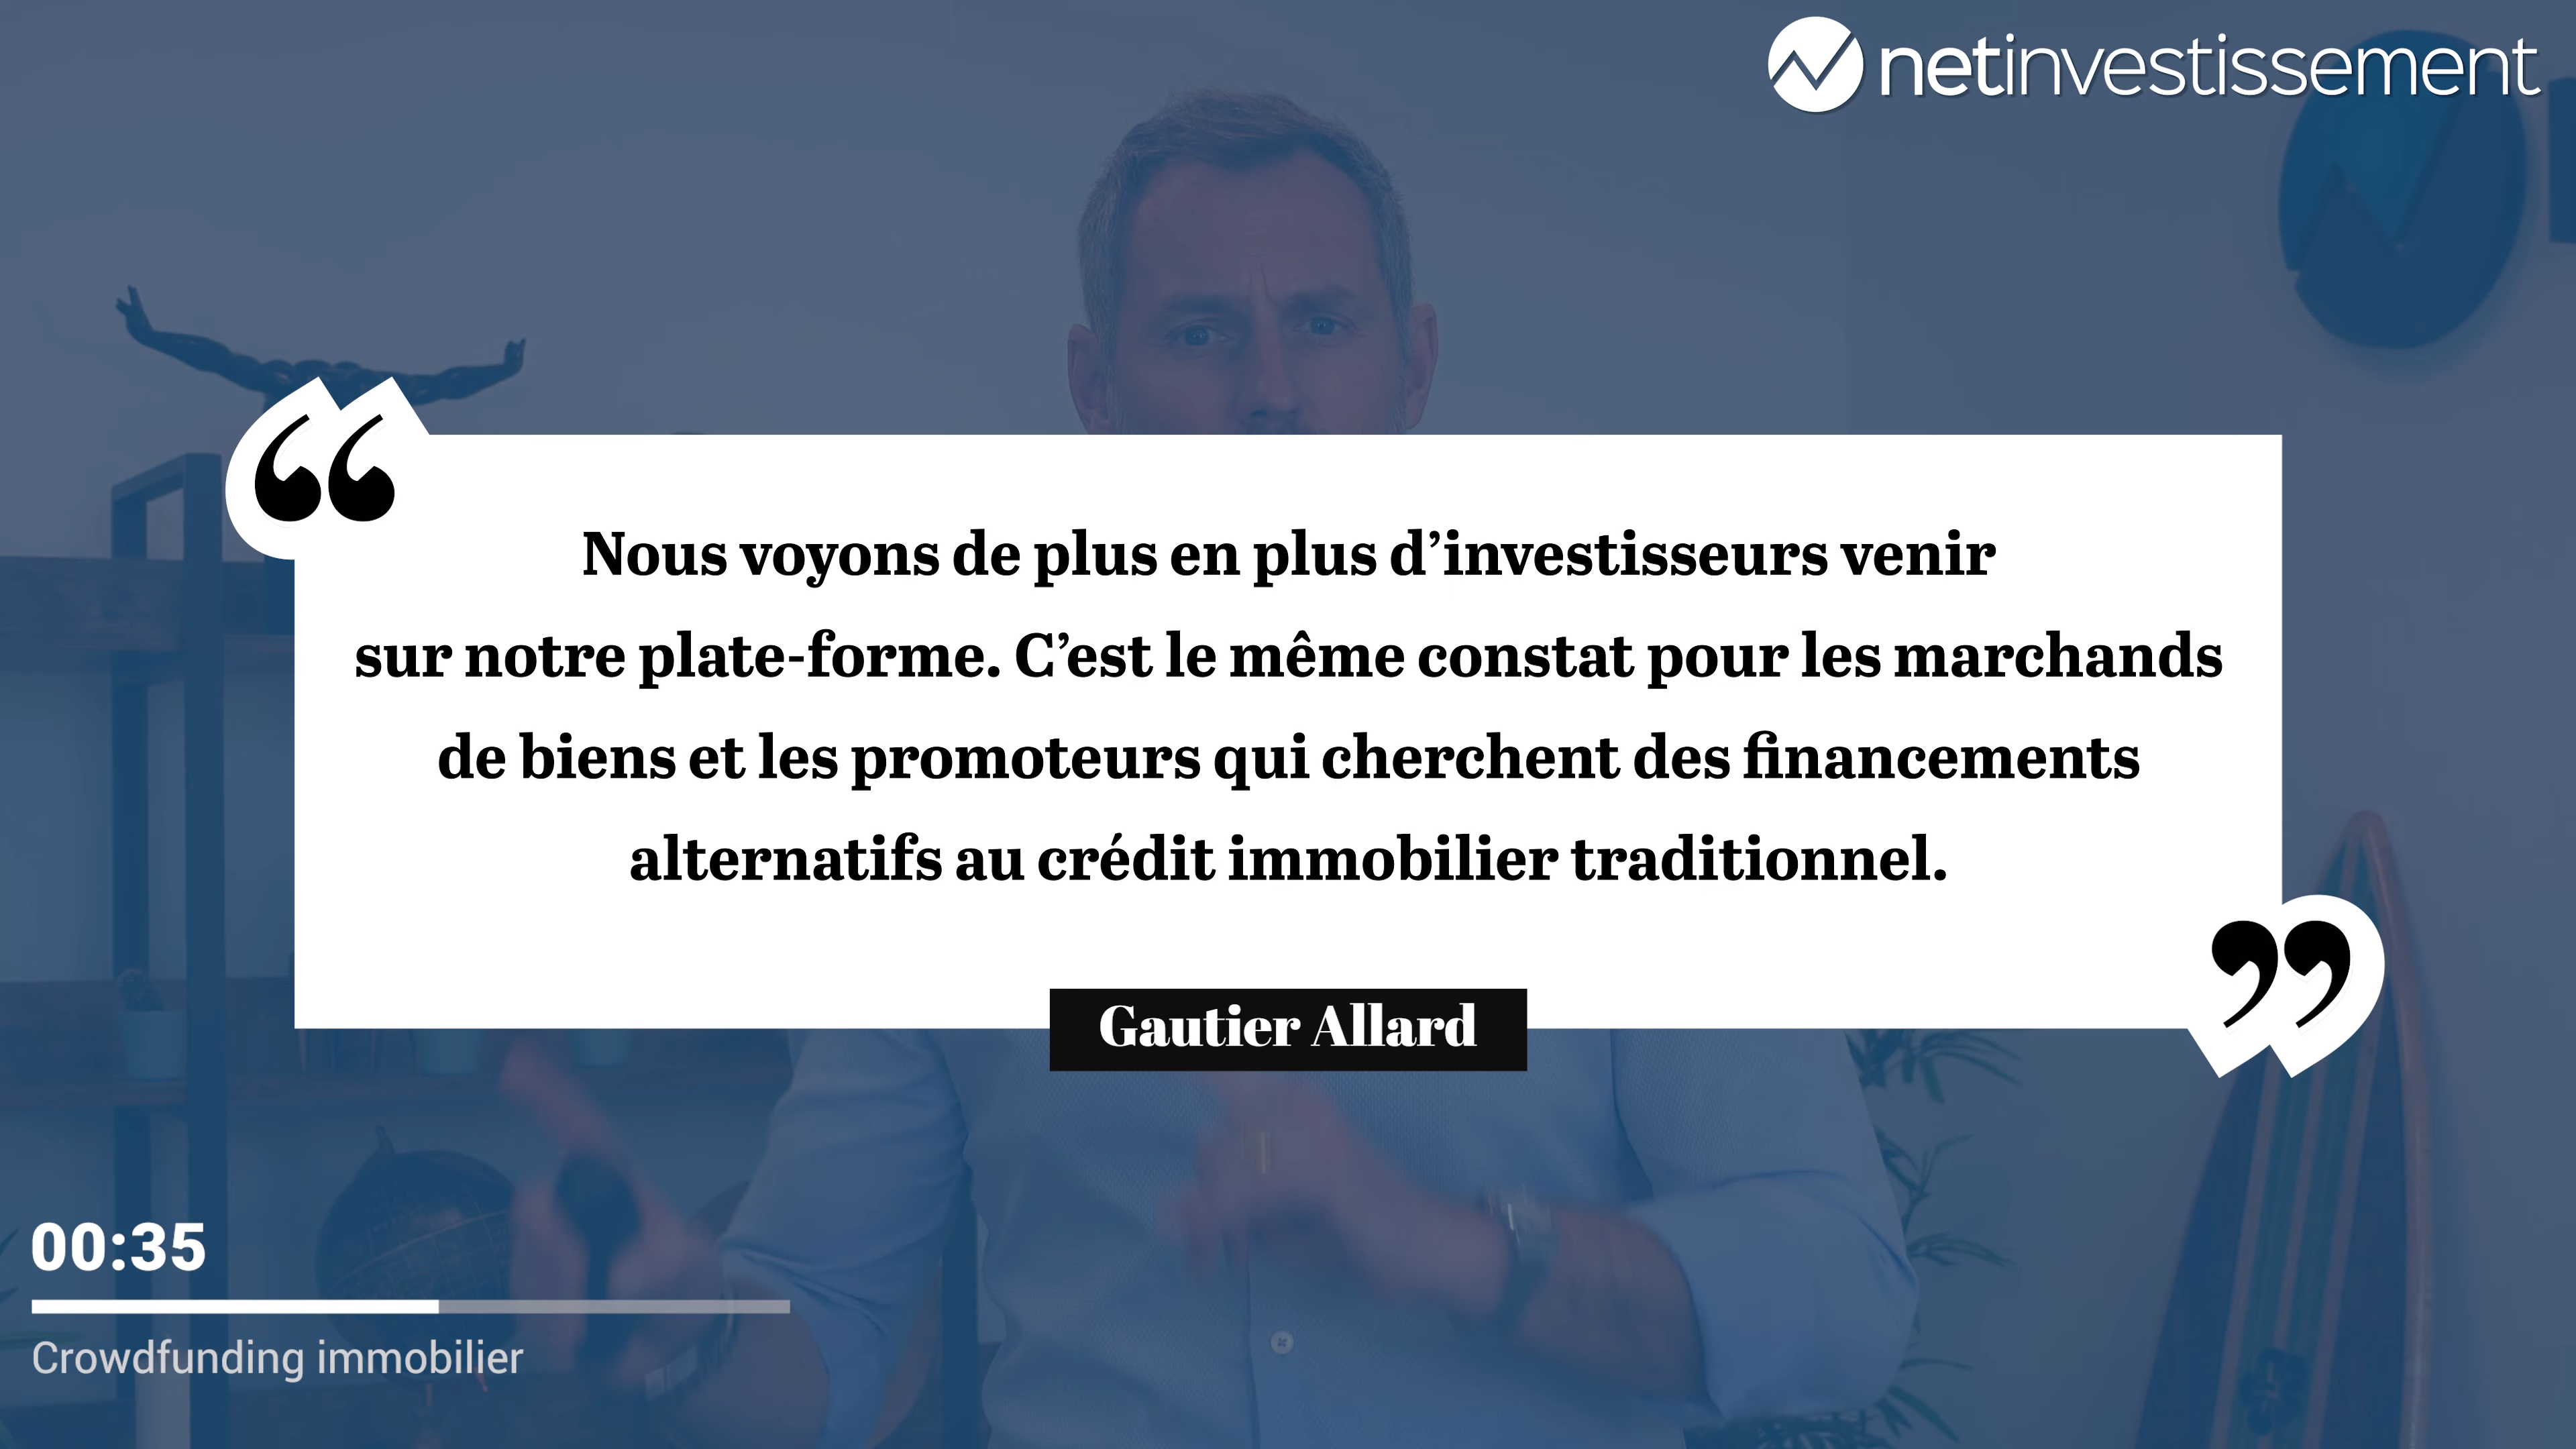 netinvestissement
“
Nous voyons de plus en plus d’investisseurs venir
sur notre plate-forme. C’est le même constat pour les marchands
de biens et les promoteurs qui cherchent des financements
alternatifs au crédit immobilier traditionnel.
”
Gautier Allard
00:35
Crowdfunding immobilier